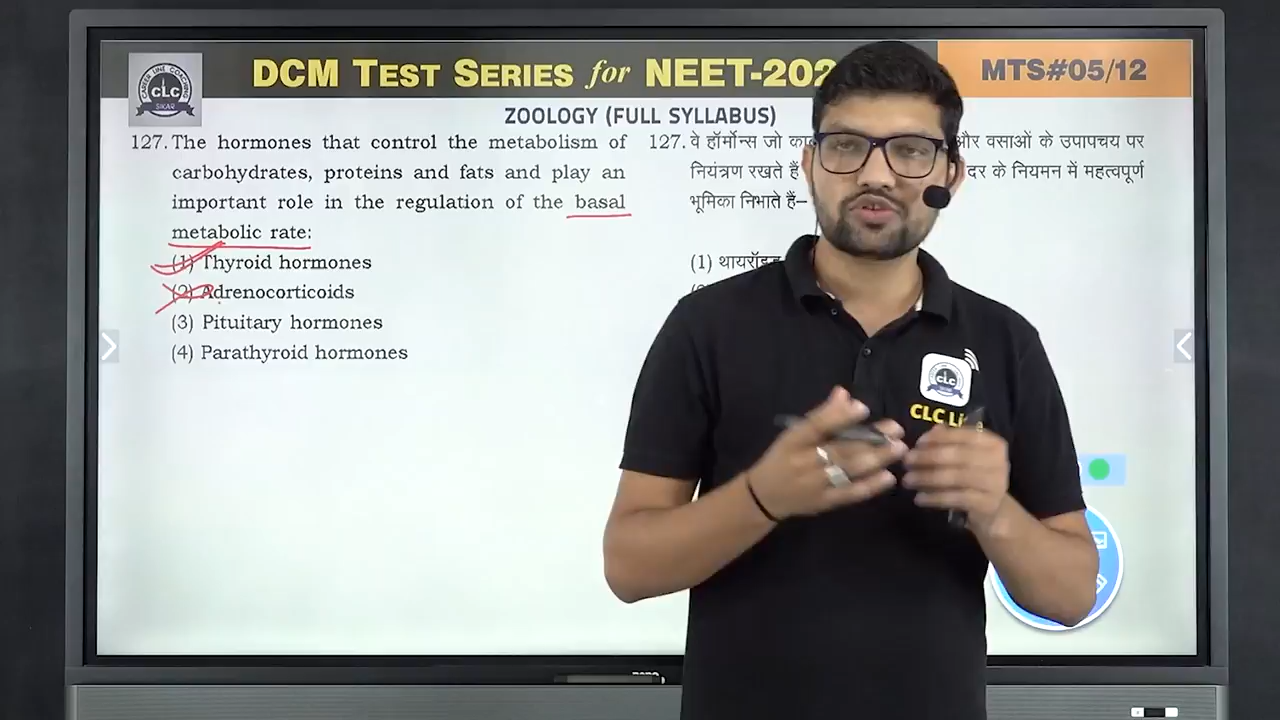 DCM TEST SERIES for NEET-202
MTS#05/12
CAREER LINE COACHING
CLC
SIKAR
ZOOLOGY (FULL SYLLABUS)
127. The hormones that control the metabolism of
carbohydrates, proteins and fats and play an
important role in the regulation of the basal
metabolic rate:
(1) Thyroid hormones
(2) Adrenocorticoids
(3) Pituitary hormones
(4) Parathyroid hormones
127. वे हॉर्मोन्स जो और वसाओं के उपापचय पर
नियंत्रण रखते हैं दर के नियमन में महत्वपूर्ण
भूमिका निभाते हैं–
(1) थायरॉइड
CLC
CLC